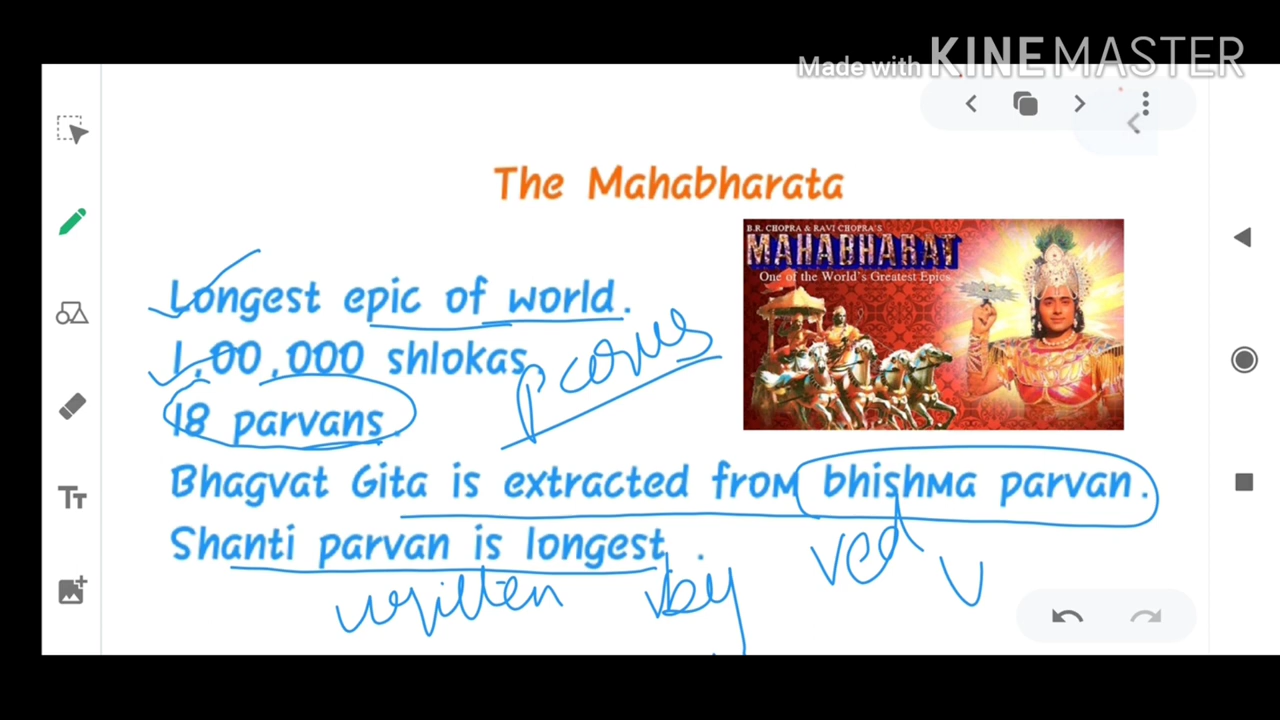 Made with KINEMASTER
The Mahabharata
B.R. CHOPRA & RAVI CHOPRA'S
MAHABHARAT
One of the World's Greatest Epics
Longest epic of world.
1,00,000 shlokas
18 parvans.
Bhagvat Gita is extracted from bhishma parvan.
Shanti parvan is longest.
written by ved v
Tт